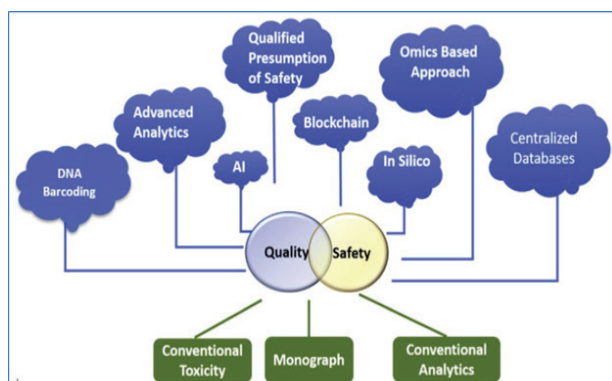 Qualified
Presumption
of Safety
Omics Based
Approach
Advanced
Analytics
Blockchain
Centralized
Databases
DNA
Barcoding
AI
In Silico
Quality
Safety
Conventional
Toxicity
Monograph
Conventional
Analytics